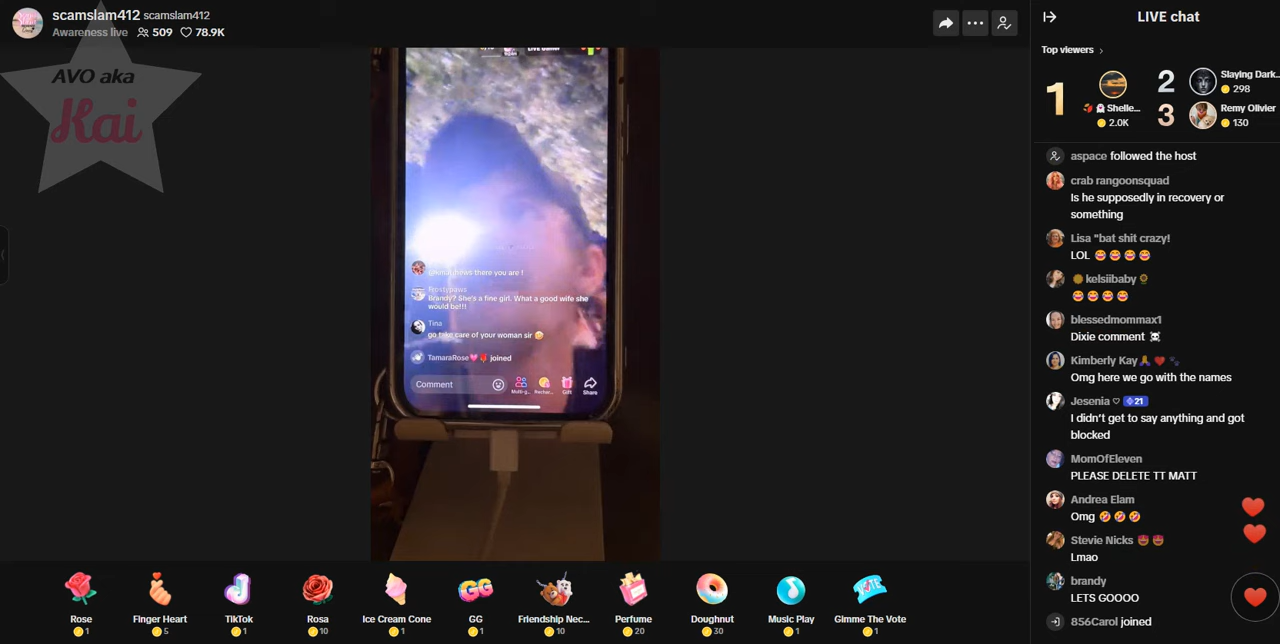 scamslam412 scamslam412
Awareness live 509 78.9K
AVO aka
Kai
LIVE chat
Top viewers
1
Shelle...
2.0K
2
Slaying Dark...
298
3
Remy Olivier
130
aspace followed the host
crab rangoonsquad
Is he supposedly in recovery or
something
Lisa "bat shit crazy!
LOL
kelsiibaby
blessedmommax1
Dixie comment
Kimberly Kay
Omg here we go with the names
Jesenia 21
I didn't get to say anything and got
blocked
MomOfEleven
PLEASE DELETE TT MATT
Andrea Elam
Omg
Stevie Nicks
Lmao
brandy
LETS GOOOO
856Carol joined
news there you are !
Frostypaws
Brandy? She's a fine girl. What a good wife she
would be!!!
Tina
go take care of your woman sir
TamaraRose joined
Comment
Multi-g...
Rechar...
Gift
Share
Rose
1
Finger Heart
5
TikTok
1
Rosa
10
Ice Cream Cone
1
GG
1
Friendship Nec...
10
Perfume
20
Doughnut
30
Music Play
1
VOTE
Gimme The Vote
1